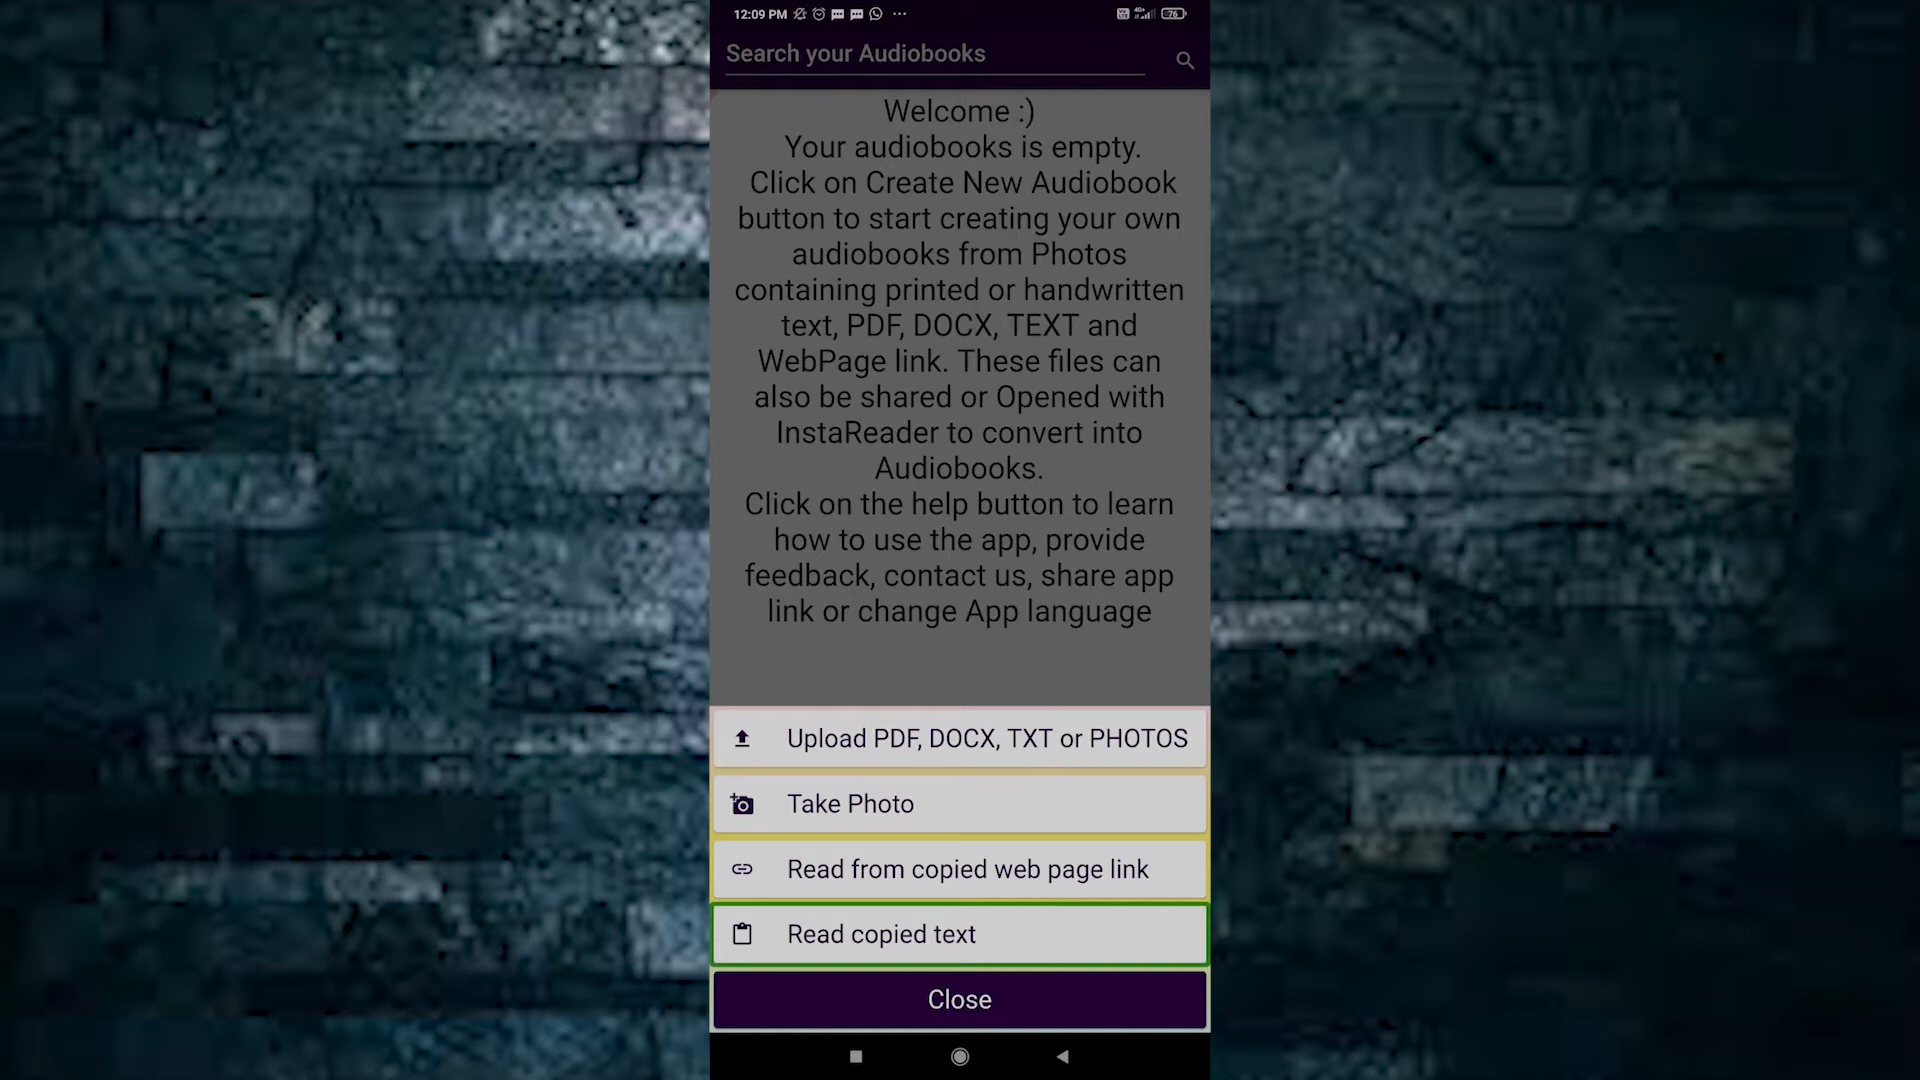 12:09 PM
4G+
76
Search your Audiobooks
Welcome :)
Your audiobooks is empty.
Click on Create New Audiobook
button to start creating your own
audiobooks from Photos
containing printed or handwritten
text, PDF, DOCX, TEXT and
WebPage link. These files can
also be shared or Opened with
InstaReader to convert into
Audiobooks.
Click on the help button to learn
how to use the app, provide
feedback, contact us, share app
link or change App language
Upload PDF, DOCX, TXT or PHOTOS
Take Photo
Read from copied web page link
Read copied text
Close